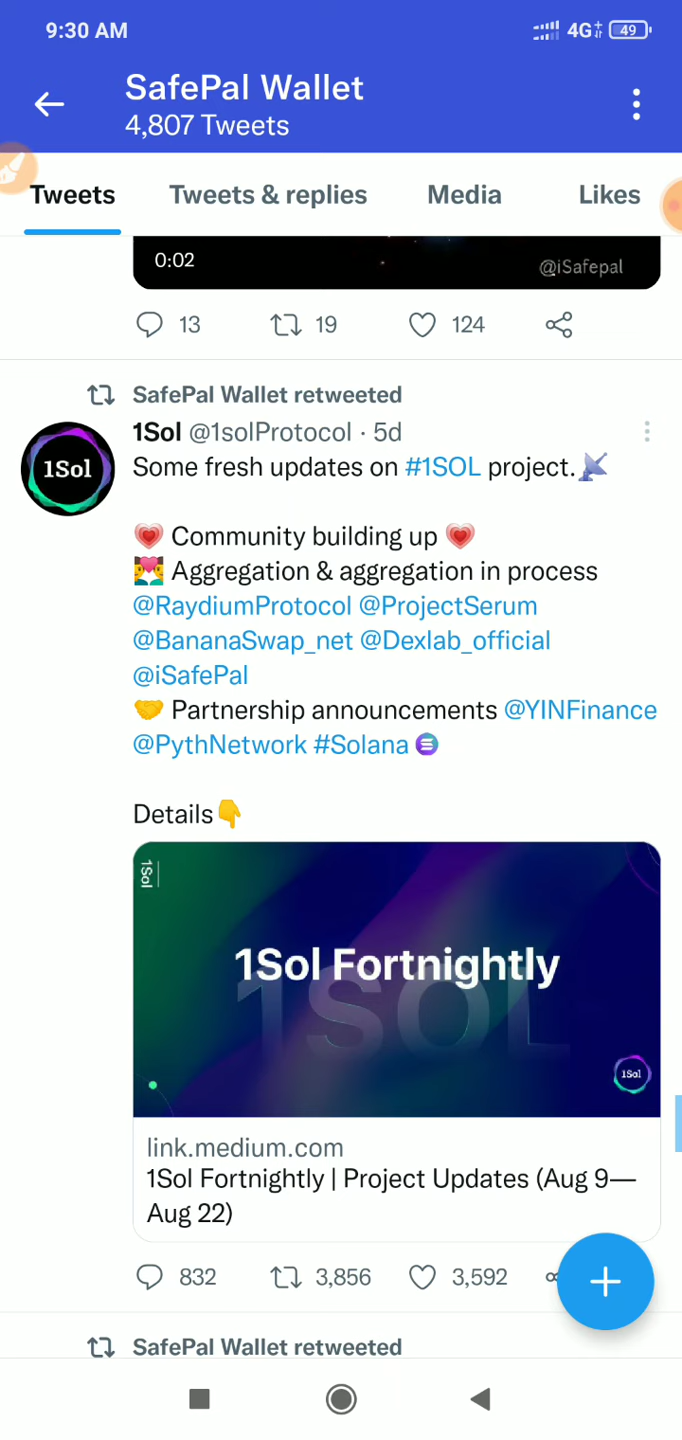 9:30 AM
4G+
49
SafePal Wallet
4,807 Tweets
Tweets
Tweets & replies
Media
Likes
0:02
@iSafepal
13
19
124
SafePal Wallet retweeted
1Sol @1solProtocol · 5d
Some fresh updates on #1SOL project.📡
1Sol
💗 Community building up 💗
👩‍❤️‍👨 Aggregation & aggregation in process
@RaydiumProtocol @ProjectSerum
@BananaSwap_net @Dexlab_official
@iSafePal
🤝 Partnership announcements @YINFinance
@PythNetwork #Solana
Details👇
1Sol
1Sol Fortnightly
1SOL
1Sol
link.medium.com
1Sol Fortnightly | Project Updates (Aug 9—
Aug 22)
832
3,856
3,592
SafePal Wallet retweeted